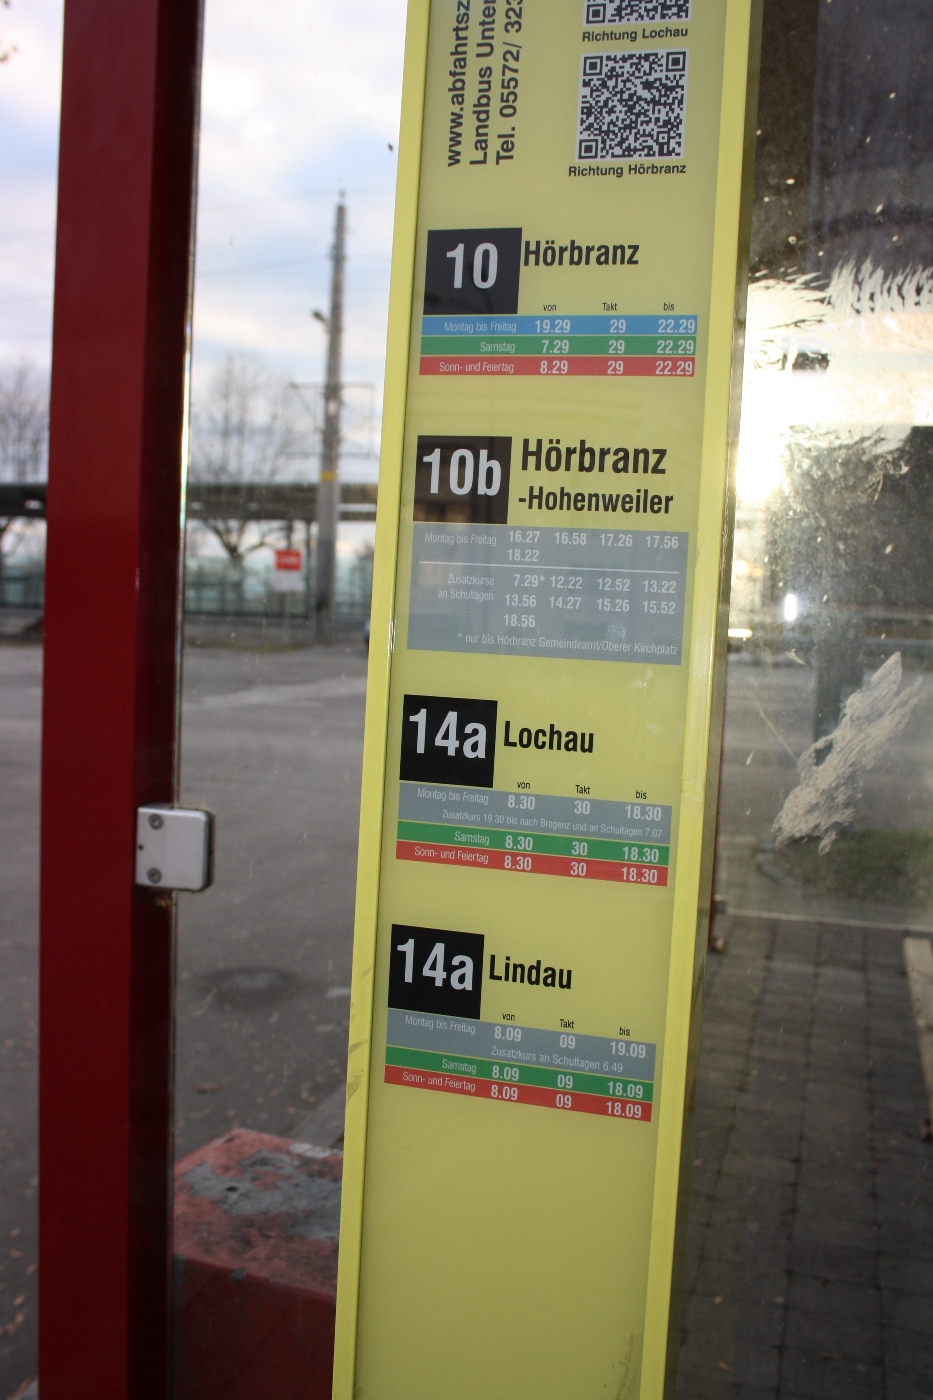 www.abfahrtsz
Landbus Unter
Tel. 05572/ 323
Richtung Lochau
Richtung Hörbranz
10 Hörbranz
von Takt bis
Montag bis Freitag 19.29 29 22.29
Samstag 7.29 29 22.29
Sonn- und Feiertag 8.29 29 22.29
10b Hörbranz
-Hohenweiler
Montag bis Freitag 16.27 16.58 17.26 17.56
18.22
Zusatzkurse 7.29* 12.22 12.52 13.22
an Schultagen 13.56 14.27 15.26 15.52
18.56
* nur bis Hörbranz Gemeindeamt/Oberer Kirchplatz
14a Lochau
von Takt bis
Montag bis Freitag 8.30 30 18.30
Zusatzkurs 19.30 bis nach Bregenz und an Schultagen 7.07
Samstag 8.30 30 18.30
Sonn- und Feiertag 8.30 30 18.30
14a Lindau
von Takt bis
Montag bis Freitag 8.09 09 19.09
Zusatzkurs an Schultagen 6.49
Samstag 8.09 09 18.09
Sonn- und Feiertag 8.09 09 18.09